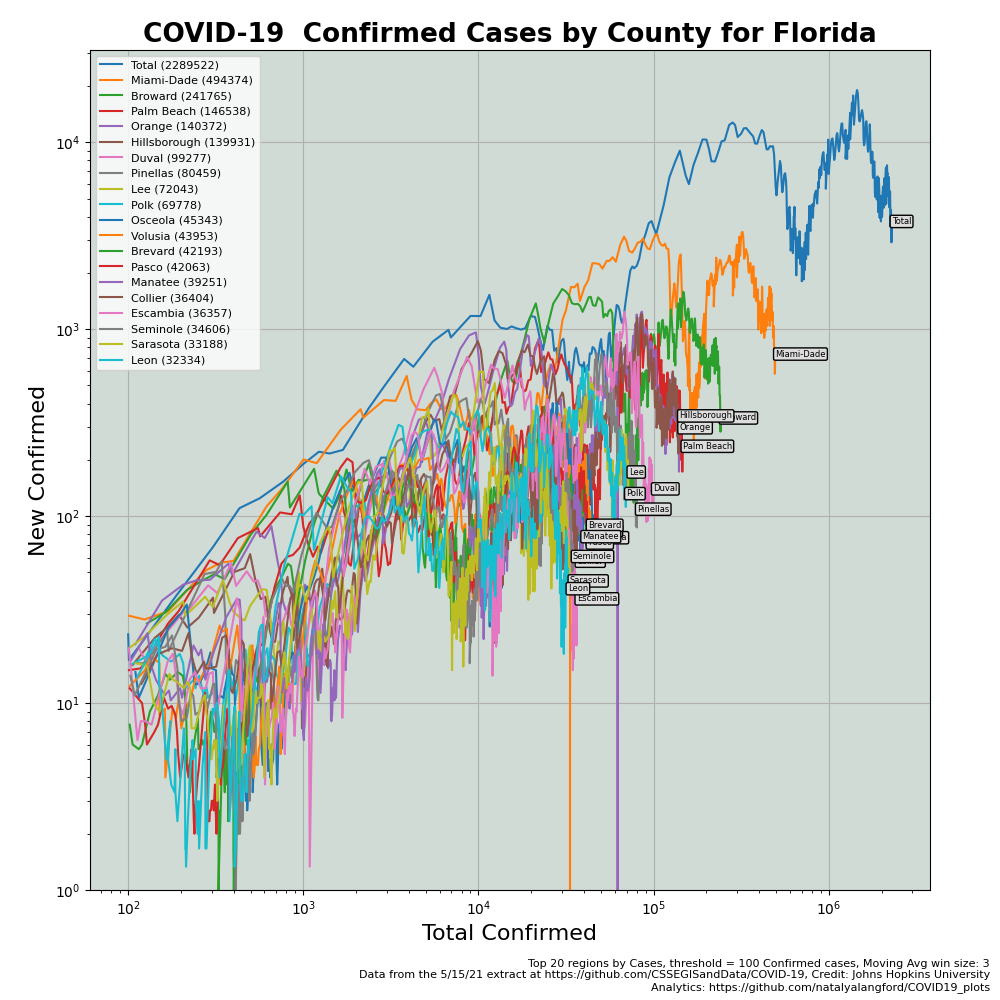 COVID-19  Confirmed Cases by County for Florida
Total (2289522)
Miami-Dade (494374)
Broward (241765)
Palm Beach (146538)
Orange (140372)
Hillsborough (139931)
Duval (99277)
Pinellas (80459)
Lee (72043)
Polk (69778)
Osceola (45343)
Volusia (43953)
Brevard (42180)
Pasco (42063)
Manatee (39251)
Collier (36404)
Escambia (36357)
Seminole (34606)
Sarasota (33188)
Leon (32334)
New Confirmed
10^4
10^3
10^2
10^1
10^0
Total
Miami-Dade
Hillsborough
ward
Orange
Palm Beach
Lee
Duval
Polk
Pinellas
Brevard
Manatee
a
Seminole
Sarasota
Leon
Escambia
10^2
10^3
10^4
10^5
10^6
Total Confirmed
Top 20 regions by Cases, threshold = 100 Confirmed cases, Moving Avg win size: 3
Data from the 5/15/21 extract at https://github.com/CSSEGISandData/COVID-19, Credit: Johns Hopkins University
Analytics: https://github.com/natalyalangford/COVID19_plots